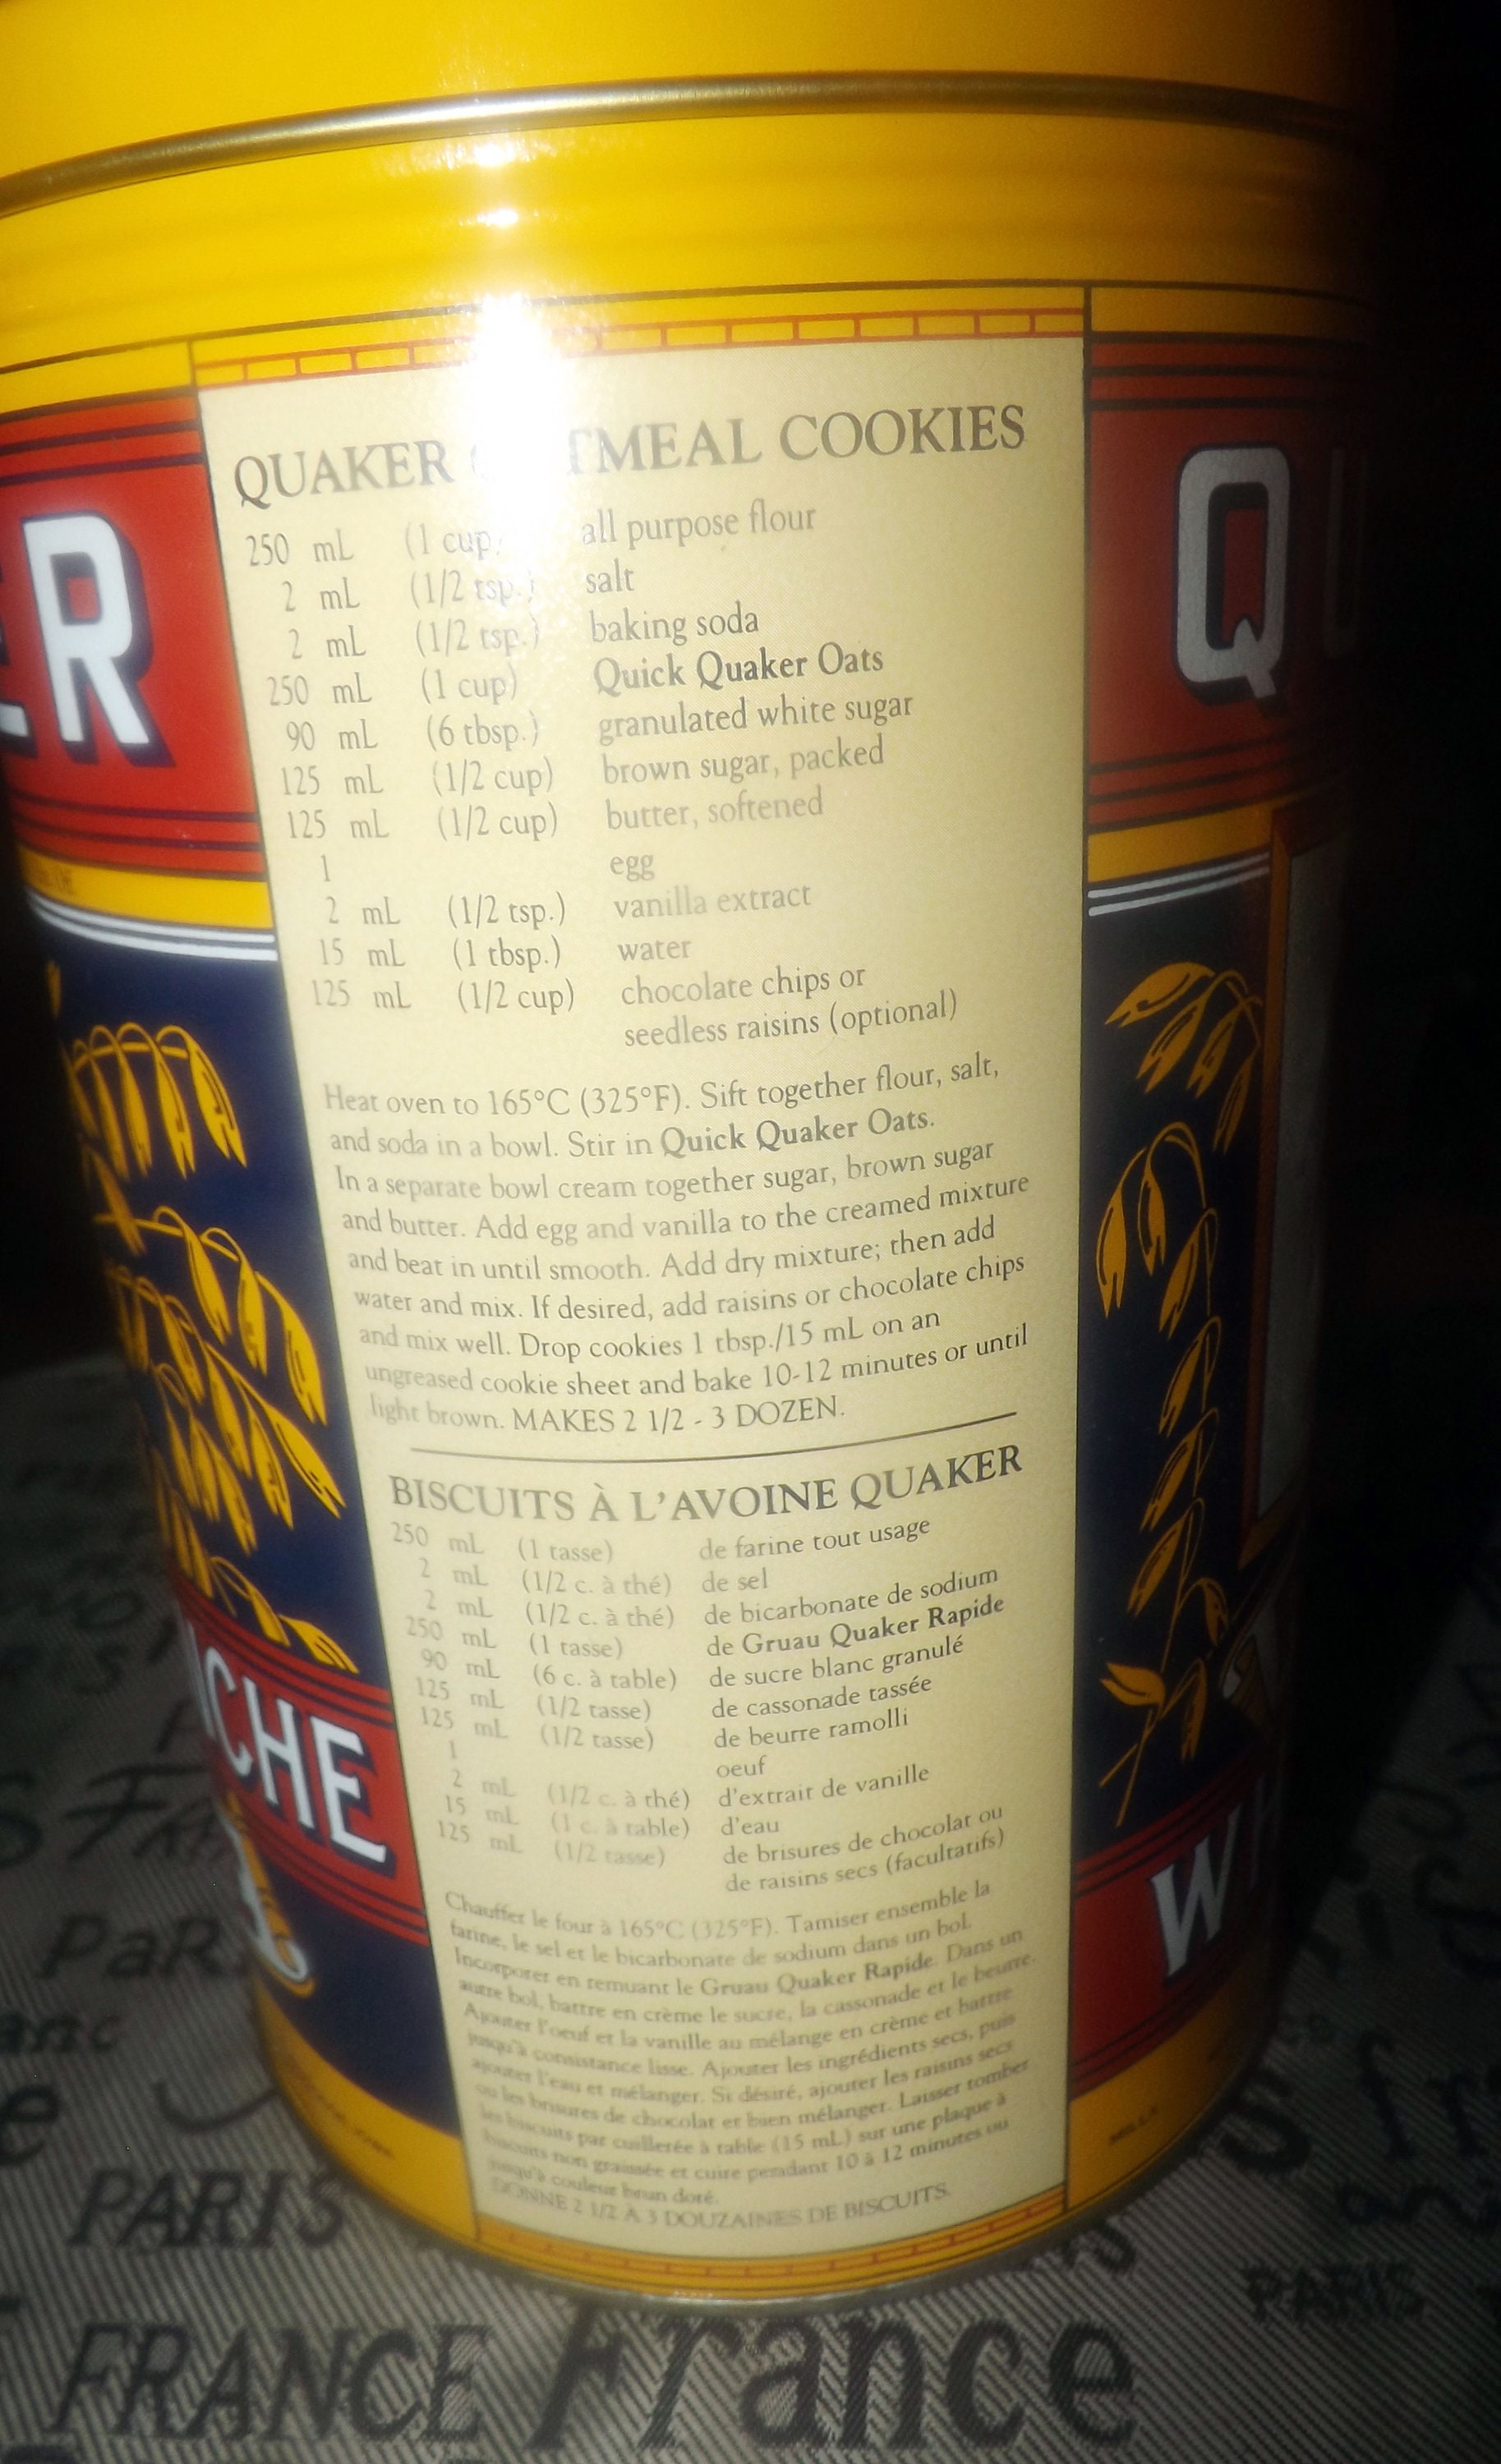 QUAKER TMEAL COOKIES
250 mL (1 cup all purpose flour
2 mL (1/2 tsp.) salt
2 mL (1/2 tsp.) baking soda
250 mL (1 cup) Quick Quaker Oats
90 mL (6 tbsp.) granulated white sugar
125 mL (1/2 cup) brown sugar, packed
125 mL (1/2 cup) butter, softened
1 egg
2 mL (1/2 tsp.) vanilla extract
15 mL (1 tbsp.) water
125 mL (1/2 cup) chocolate chips or
seedless raisins (optional)
Heat oven to 165°C (325°F). Sift together flour, salt,
and soda in a bowl. Stir in Quick Quaker Oats.
In a separate bowl cream together sugar, brown sugar
and butter. Add egg and vanilla to the creamed mixture
and beat in until smooth. Add dry mixture; then add
water and mix. If desired, add raisins or chocolate chips
and mix well. Drop cookies 1 tbsp./15 mL on an
ungreased cookie sheet and bake 10-12 minutes or until
light brown. MAKES 2 1/2 - 3 DOZEN.
BISCUITS À L'AVOINE QUAKER
250 mL (1 tasse) de farine tout usage
2 mL (1/2 c. à thé) de sel
2 mL (1/2 c. à thé) de bicarbonate de sodium
250 mL (1 tasse) de Gruau Quaker Rapide
90 mL (6 c. à table) de sucre blanc granulé
125 mL (1/2 tasse) de cassonade tassée
125 mL (1/2 tasse) de beurre ramolli
1 oeuf
2 mL (1/2 c. à thé) d'extrait de vanille
15 mL (1 c. à table) d'eau
125 mL (1/2 tasse) de brisures de chocolat ou
de raisins secs (facultatifs)
Chauffer le four à 165°C (325°F). Tamiser ensemble la
farine, le sel et le bicarbonate de sodium dans un bol.
Incorporer en remuant le Gruau Quaker Rapide. Dans un
autre bol, battre en crème le sucre, la cassonade et le beurre.
Ajouter l'oeuf et la vanille au mélange en crème et battre
jusqu'à consistance lisse. Ajouter les ingrédients secs, puis
ajouter l'eau et mélanger. Si désiré, ajouter les raisins secs
ou les brisures de chocolat et bien mélanger. Laisser tomber
les biscuits par cuillerée à table (15 mL) sur une plaque à
biscuits non graissée et cuire pendant 10 à 12 minutes ou
jusqu'à couleur brun doré.
DONNE 2 1/2 À 3 DOUZAINES DE BISCUITS.
ER
CHE
Q
W
PARIS
PARIS
FRANCE France